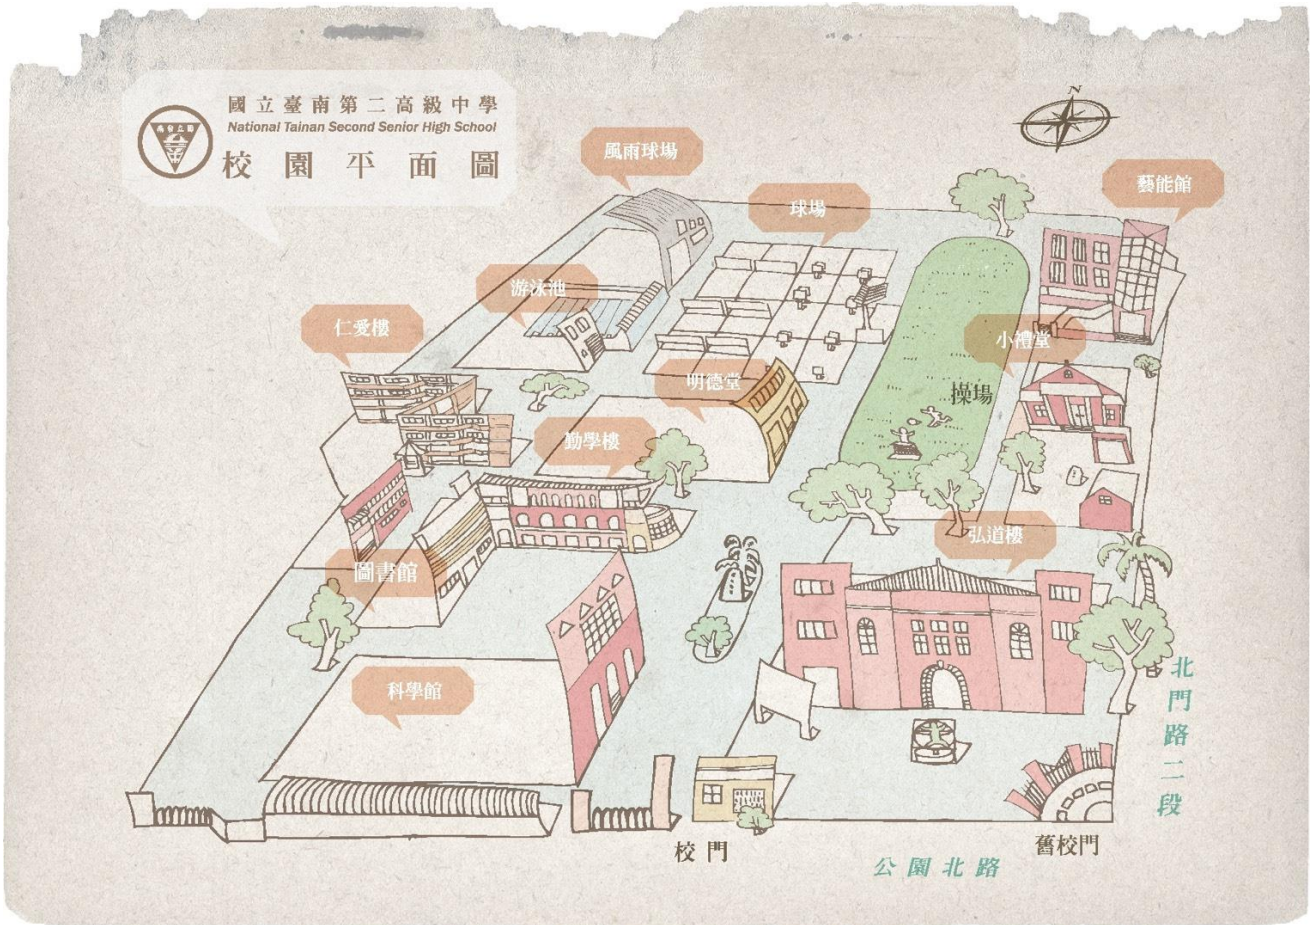 國立臺南第二高級中學
National Tainan Second Senior High School
校園平面圖
N
風雨球場
藝能館
球場
游泳池
仁愛樓
小禮堂
明德堂
操場
勤學樓
弘道樓
圖書館
科學館
北門路二段
校門
舊校門
公園北路